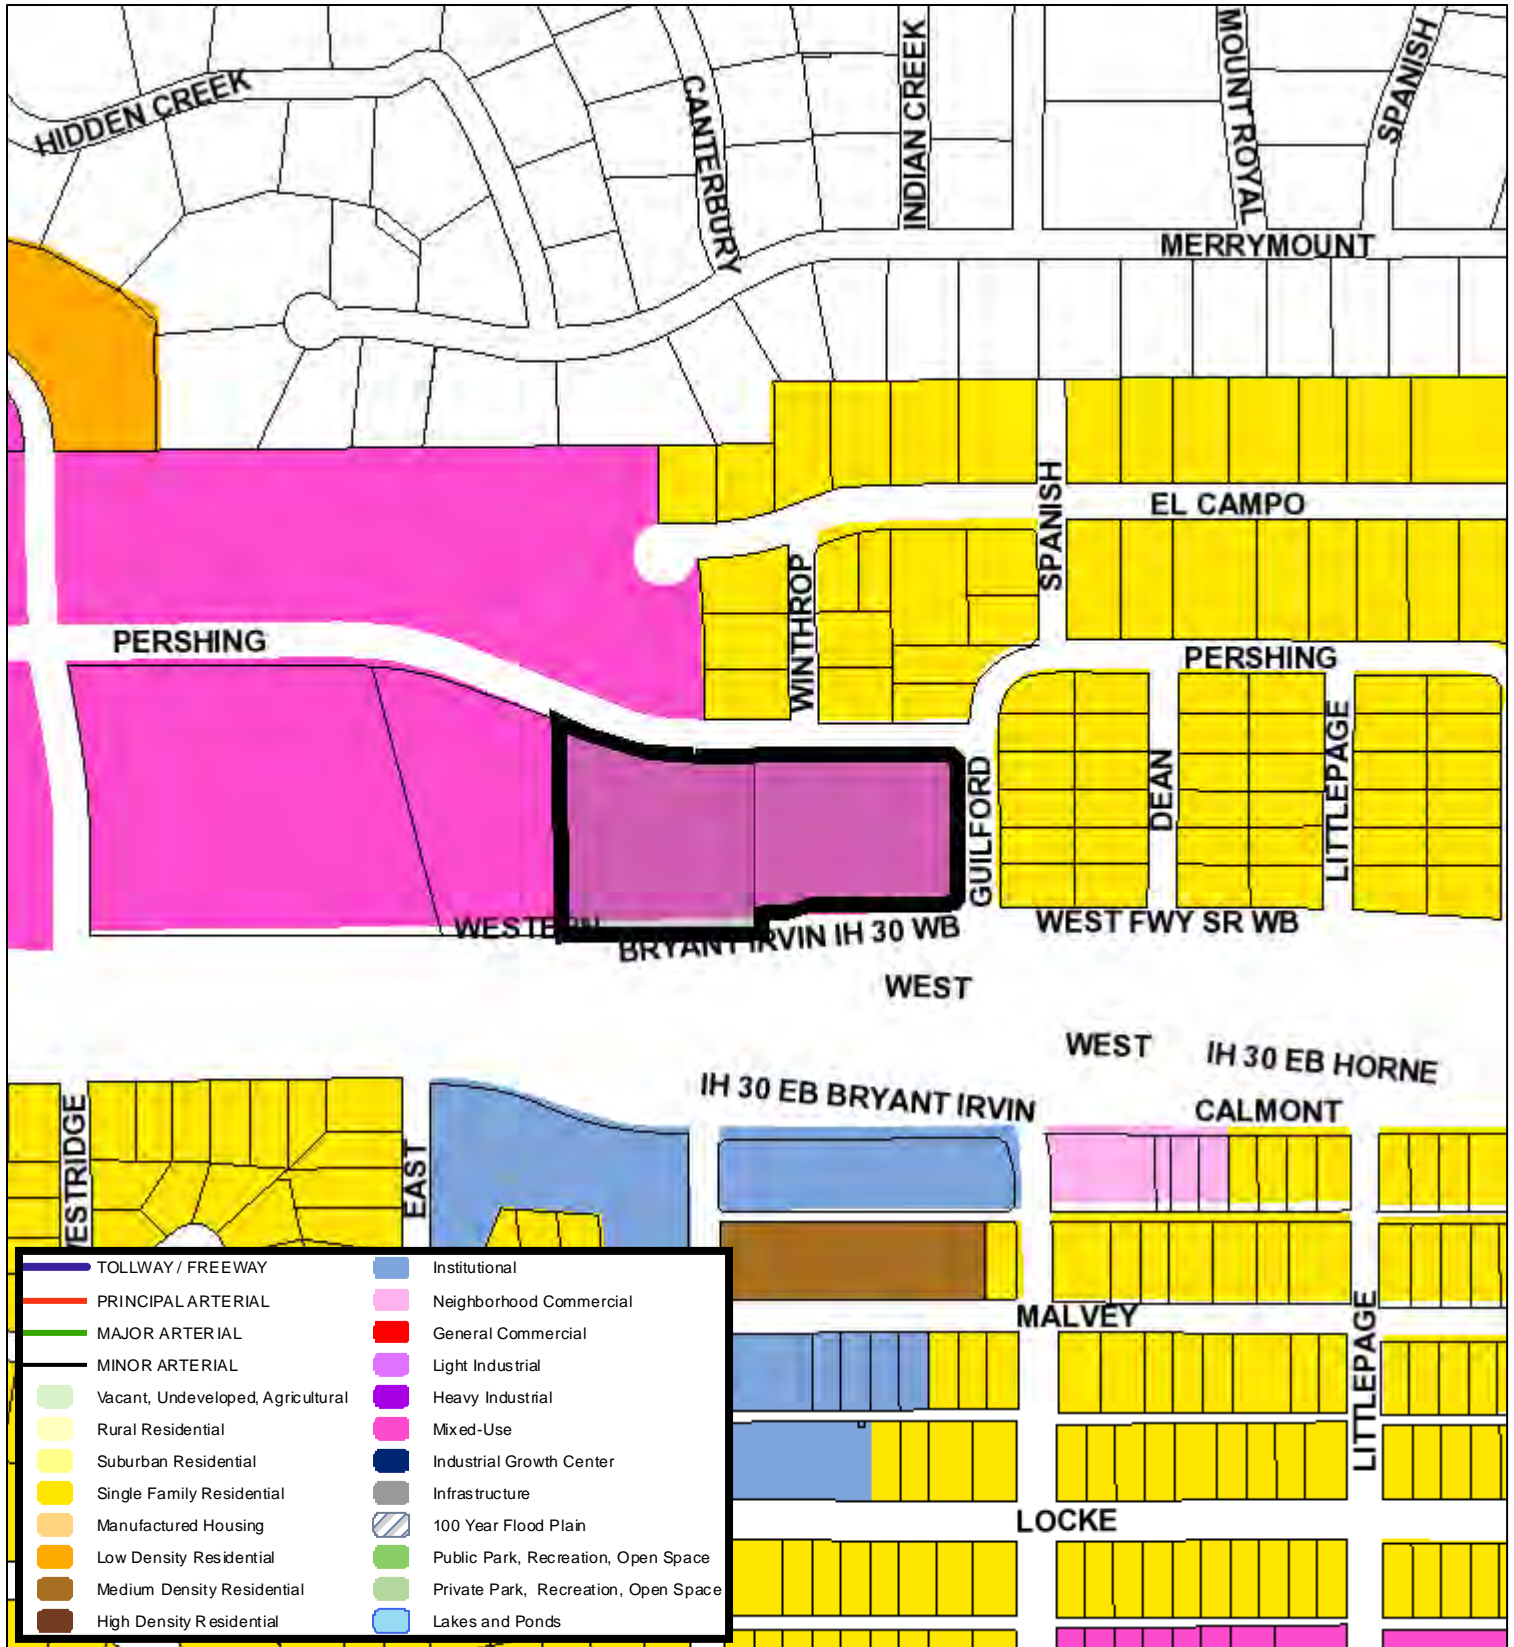 HIDDEN CREEK
CANTERBURY
INDIAN CREEK
MOUNT ROYAL
SPANISH
MERRYMOUNT
SPANISH
EL CAMPO
WINTHROP
PERSHING
PERSHING
GUILFORD
DEAN
LITTLEPAGE
WESTERN
BRYANT IRVIN IH 30 WB
WEST FWY SR WB
WEST
WEST
IH 30 EB HORNE
IH 30 EB BRYANT IRVIN
CALMONT
EAST
MALVEY
LITTLEPAGE
LOCKE
TOLLWAY / FREEWAY
PRINCIPAL ARTERIAL
MAJOR ARTERIAL
MINOR ARTERIAL
Vacant, Undeveloped, Agricultural
Rural Residential
Suburban Residential
Single Family Residential
Manufactured Housing
Low Density Residential
Medium Density Residential
High Density Residential
Institutional
Neighborhood Commercial
General Commercial
Light Industrial
Heavy Industrial
Mixed-Use
Industrial Growth Center
Infrastructure
100 Year Flood Plain
Public Park, Recreation, Open Space
Private Park, Recreation, Open Space
Lakes and Ponds